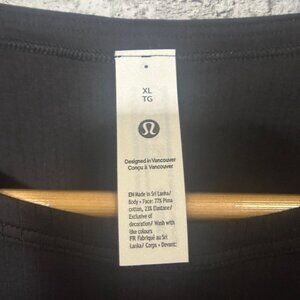 XL
TG
Designed in Vancouver
Conçu à Vancouver
EN Made in Sri Lanka/
Body • Face: 77% Pima
cotton, 23% Elastane/
Exclusive of
decoration/ Wash with
like colours
FR Fabriqué au Sri
Lanka/ Corps • Devant: